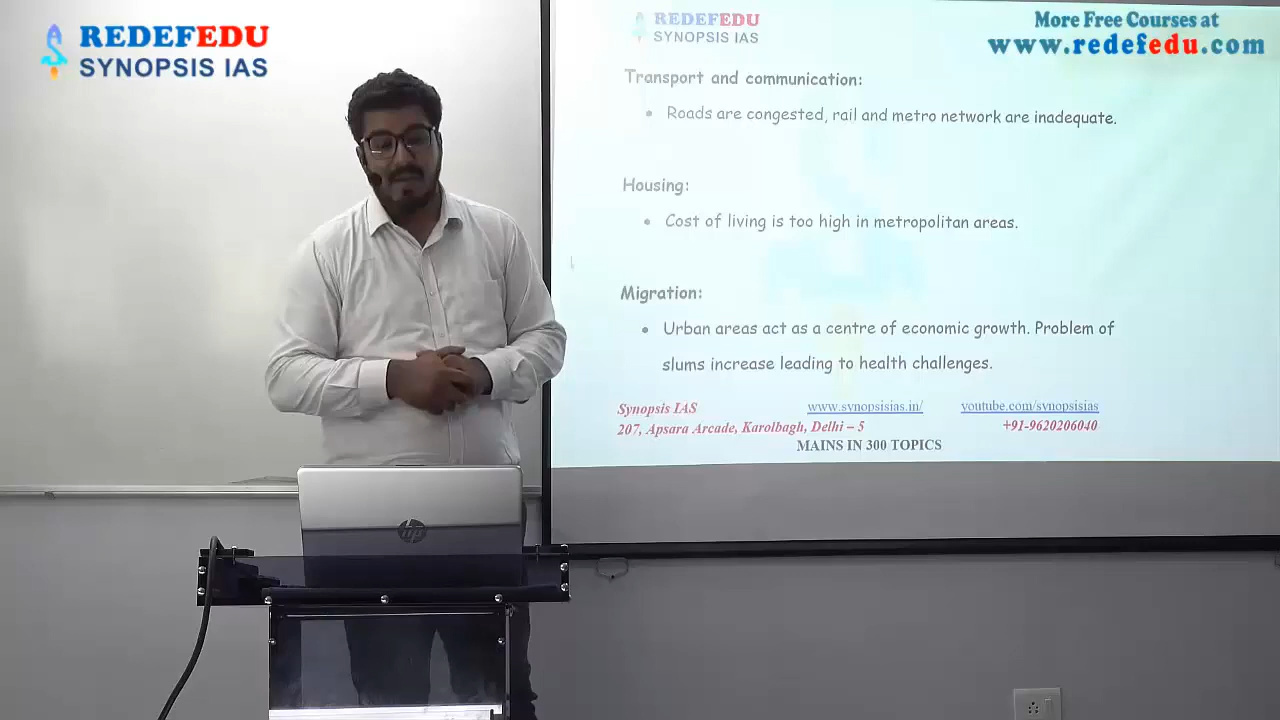 REDEFEDU
SYNOPSIS IAS
REDEFEDU
SYNOPSIS IAS
More Free Courses at
www.redefedu.com
Transport and communication:
• Roads are congested, rail and metro network are inadequate.
Housing:
• Cost of living is too high in metropolitan areas.
Migration:
• Urban areas act as a centre of economic growth. Problem of
slums increase leading to health challenges.
Synopsis IAS www.synopsisias.in/ youtube.com/synopsisias
207, Apsara Arcade, Karolbagh, Delhi – 5 +91-9620206040
MAINS IN 300 TOPICS
hp